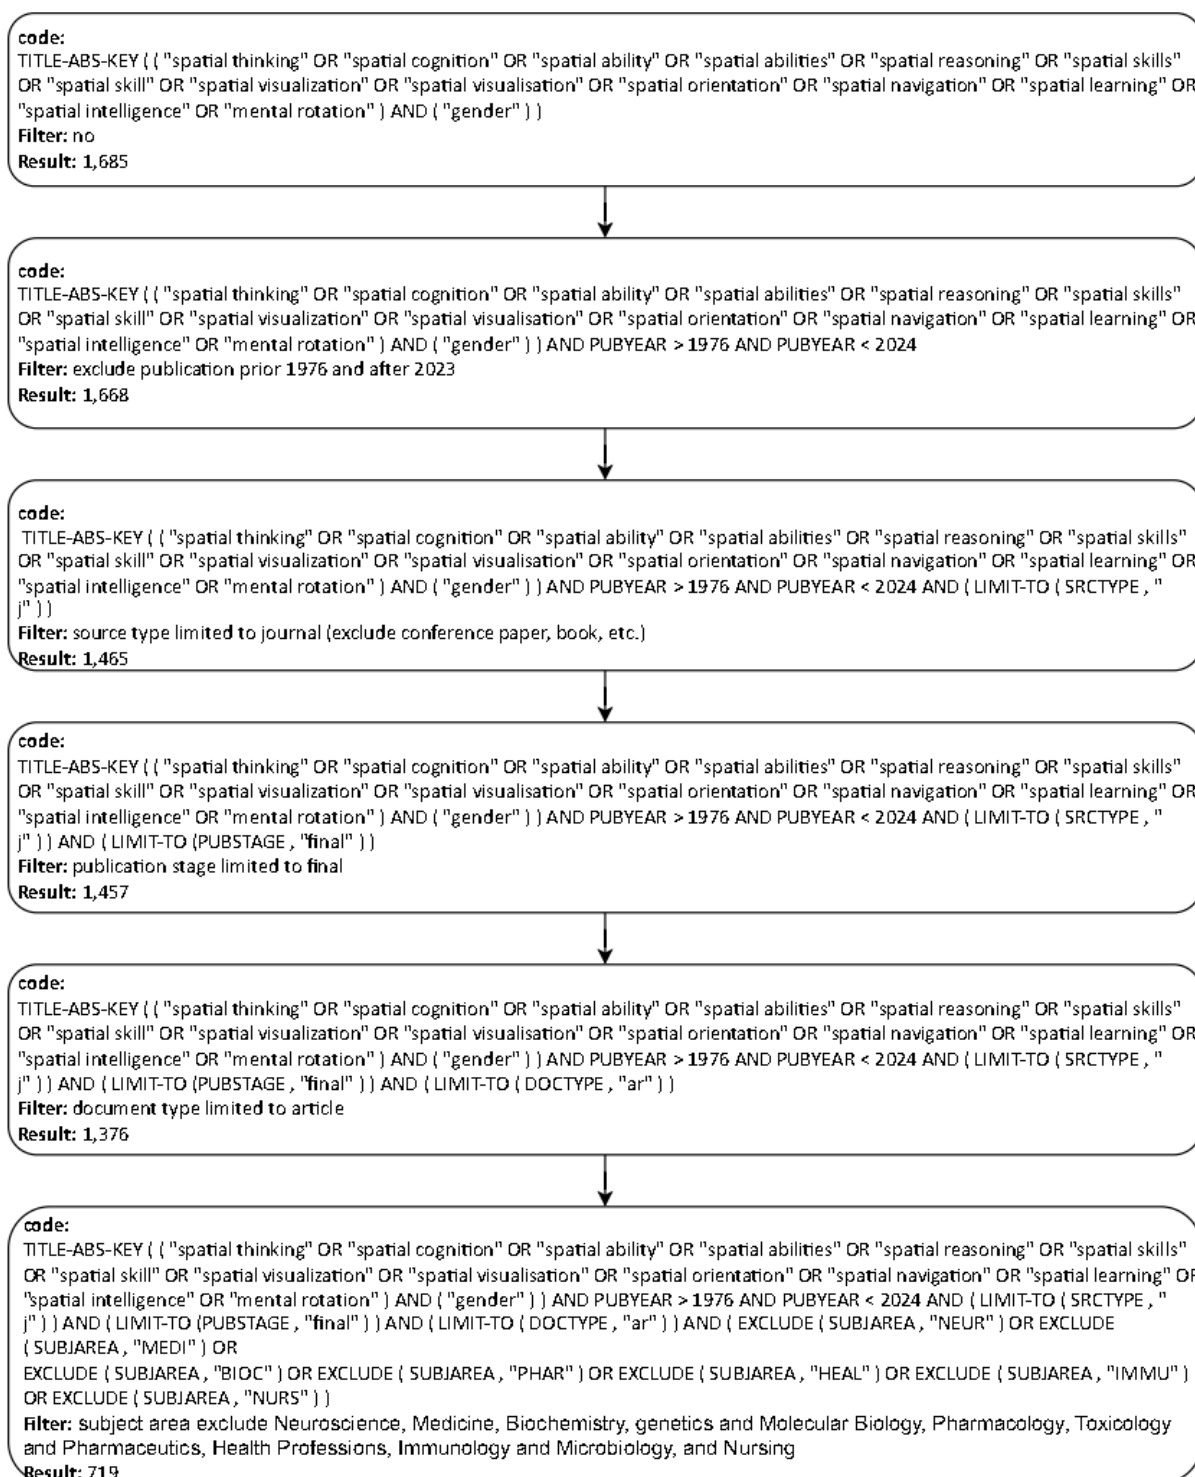 code:
TITLE-ABS-KEY ( ( "spatial thinking" OR "spatial cognition" OR "spatial ability" OR "spatial abilities" OR "spatial reasoning" OR "spatial skills"
OR "spatial skill" OR "spatial visualization" OR "spatial visualisation" OR "spatial orientation" OR "spatial navigation" OR "spatial learning" OR
"spatial intelligence" OR "mental rotation" ) AND ( "gender" ) )
Filter: no
Result: 1,685
code:
TITLE-ABS-KEY ( ( "spatial thinking" OR "spatial cognition" OR "spatial ability" OR "spatial abilities" OR "spatial reasoning" OR "spatial skills"
OR "spatial skill" OR "spatial visualization" OR "spatial visualisation" OR "spatial orientation" OR "spatial navigation" OR "spatial learning" OR
"spatial intelligence" OR "mental rotation" ) AND ( "gender" ) ) AND PUBYEAR > 1976 AND PUBYEAR < 2024
Filter: exclude publication prior 1976 and after 2023
Result: 1,668
code:
TITLE-ABS-KEY ( ( "spatial thinking" OR "spatial cognition" OR "spatial ability" OR "spatial abilities" OR "spatial reasoning" OR "spatial skills"
OR "spatial skill" OR "spatial visualization" OR "spatial visualisation" OR "spatial orientation" OR "spatial navigation" OR "spatial learning" OR
"spatial intelligence" OR "mental rotation" ) AND ( "gender" ) ) AND PUBYEAR > 1976 AND PUBYEAR < 2024 AND ( LIMIT-TO ( SRCTYPE , "
j" ) )
Filter: source type limited to journal (exclude conference paper, book, etc.)
Result: 1,465
code:
TITLE-ABS-KEY ( ( "spatial thinking" OR "spatial cognition" OR "spatial ability" OR "spatial abilities" OR "spatial reasoning" OR "spatial skills"
OR "spatial skill" OR "spatial visualization" OR "spatial visualisation" OR "spatial orientation" OR "spatial navigation" OR "spatial learning" OR
"spatial intelligence" OR "mental rotation" ) AND ( "gender" ) ) AND PUBYEAR > 1976 AND PUBYEAR < 2024 AND ( LIMIT-TO ( SRCTYPE , "
j" ) ) AND ( LIMIT-TO (PUBSTAGE , "final" ) )
Filter: publication stage limited to final
Result: 1,457
code:
TITLE-ABS-KEY ( ( "spatial thinking" OR "spatial cognition" OR "spatial ability" OR "spatial abilities" OR "spatial reasoning" OR "spatial skills"
OR "spatial skill" OR "spatial visualization" OR "spatial visualisation" OR "spatial orientation" OR "spatial navigation" OR "spatial learning" OR
"spatial intelligence" OR "mental rotation" ) AND ( "gender" ) ) AND PUBYEAR > 1976 AND PUBYEAR < 2024 AND ( LIMIT-TO ( SRCTYPE , "
j" ) ) AND ( LIMIT-TO (PUBSTAGE , "final" ) ) AND ( LIMIT-TO ( DOCTYPE , "ar" ) )
Filter: document type limited to article
Result: 1,376
code:
TITLE-ABS-KEY ( ( "spatial thinking" OR "spatial cognition" OR "spatial ability" OR "spatial abilities" OR "spatial reasoning" OR "spatial skills"
OR "spatial skill" OR "spatial visualization" OR "spatial visualisation" OR "spatial orientation" OR "spatial navigation" OR "spatial learning" OR
"spatial intelligence" OR "mental rotation" ) AND ( "gender" ) ) AND PUBYEAR > 1976 AND PUBYEAR < 2024 AND ( LIMIT-TO ( SRCTYPE , "
j" ) ) AND ( LIMIT-TO (PUBSTAGE , "final" ) ) AND ( LIMIT-TO ( DOCTYPE , "ar" ) ) AND ( EXCLUDE ( SUBJAREA , "NEUR" ) OR EXCLUDE
( SUBJAREA , "MEDI" ) OR
EXCLUDE ( SUBJAREA , "BIOC" ) OR EXCLUDE ( SUBJAREA , "PHAR" ) OR EXCLUDE ( SUBJAREA , "HEAL" ) OR EXCLUDE ( SUBJAREA , "IMMU" )
OR EXCLUDE ( SUBJAREA , "NURS" ) )
Filter: subject area exclude Neuroscience, Medicine, Biochemistry, genetics and Molecular Biology, Pharmacology, Toxicology
and Pharmaceutics, Health Professions, Immunology and Microbiology, and Nursing
Result: 719